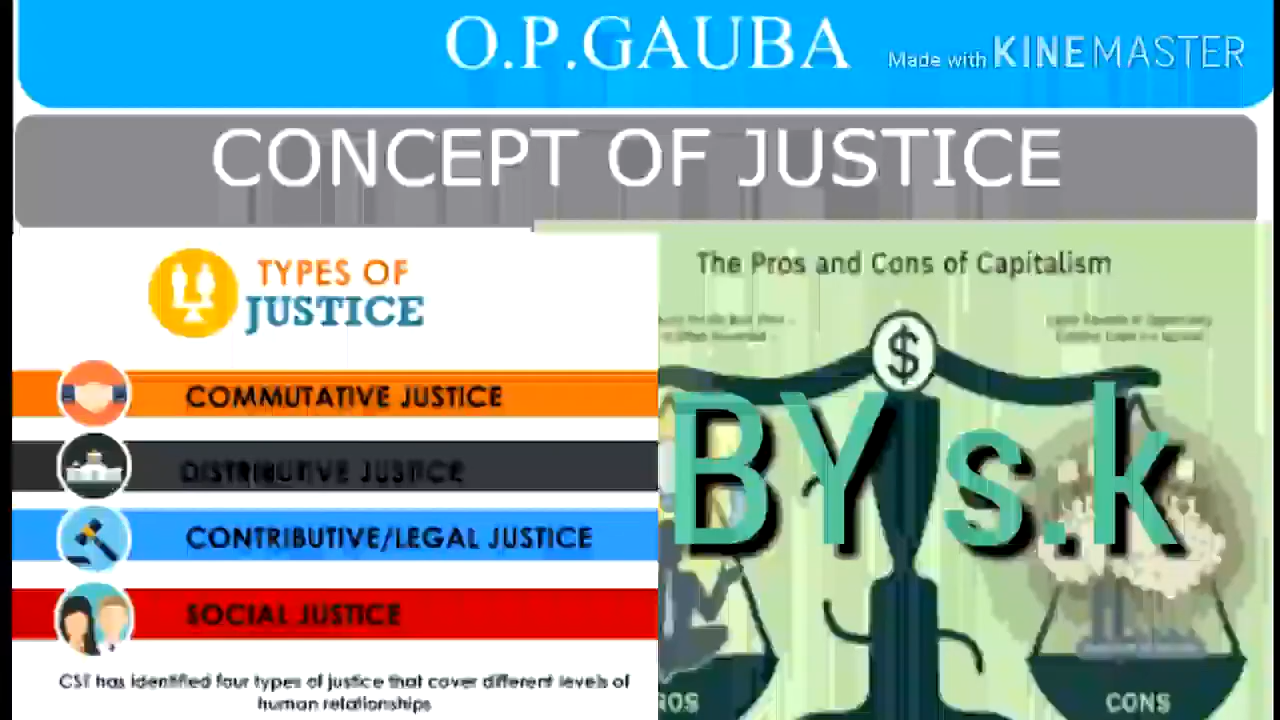 O.P.GAUBA
Made with KINEMASTER
CONCEPT OF JUSTICE
TYPES OF
JUSTICE
COMMUTATIVE JUSTICE
DISTRIBUTIVE JUSTICE
CONTRIBUTIVE/LEGAL JUSTICE
SOCIAL JUSTICE
CST has identified four types of justice that cover different levels of
human relationships
The Pros and Cons of Capitalism
$
BY s.k
ROS
CONS